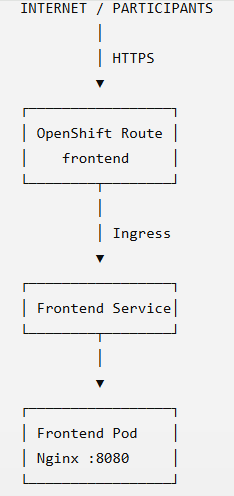 INTERNET / PARTICIPANTS
HTTPS
OpenShift Route
frontend
Ingress
Frontend Service
Frontend Pod
Nginx :8080